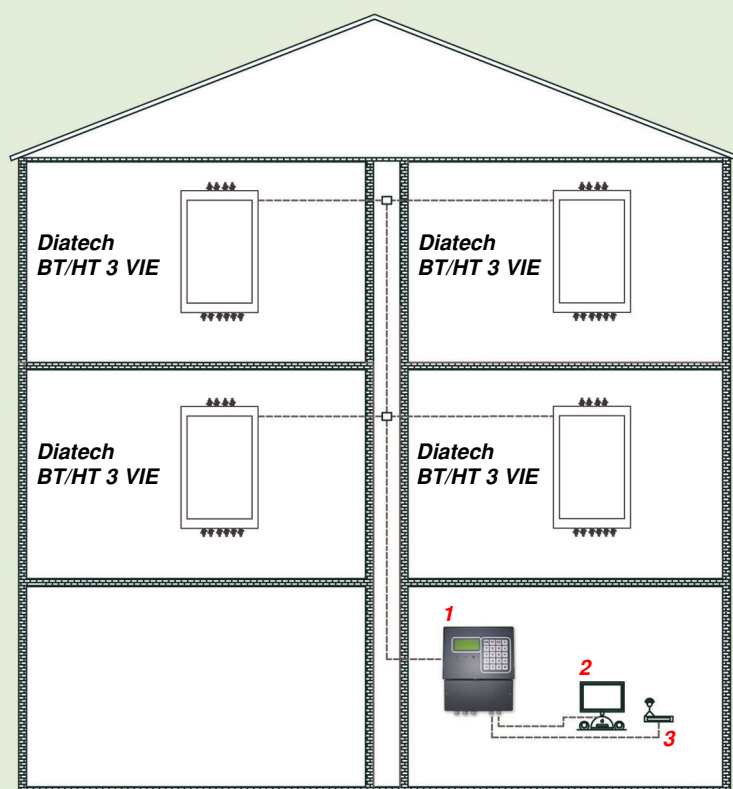 Diatech
BT/HT 3 VIE
Diatech
BT/HT 3 VIE
Diatech
BT/HT 3 VIE
Diatech
BT/HT 3 VIE
1
2
3